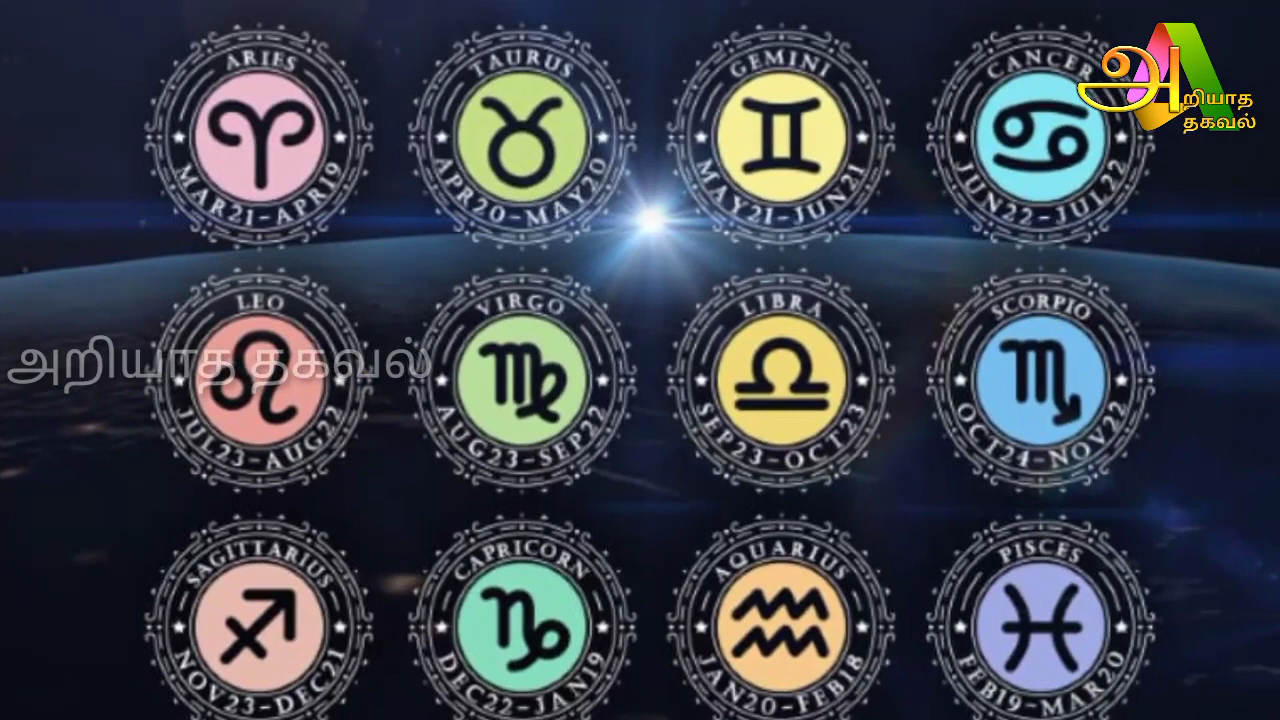 ARIES
MAR21-APR19
TAURUS
APR20-MAY20
GEMINI
MAY21-JUN21
CANCER
JUN22-JUL22
அறியாத
தகவல்
LEO
JUL23-AUG22
VIRGO
AUG23-SEP22
LIBRA
SEP23-OCT23
SCORPIO
OCT24-NOV22
அறியாத தகவல்
SAGITTARIUS
NOV23-DEC21
CAPRICORN
DEC22-JAN19
AQUARIUS
JAN20-FEB18
PISCES
FEB19-MAR20